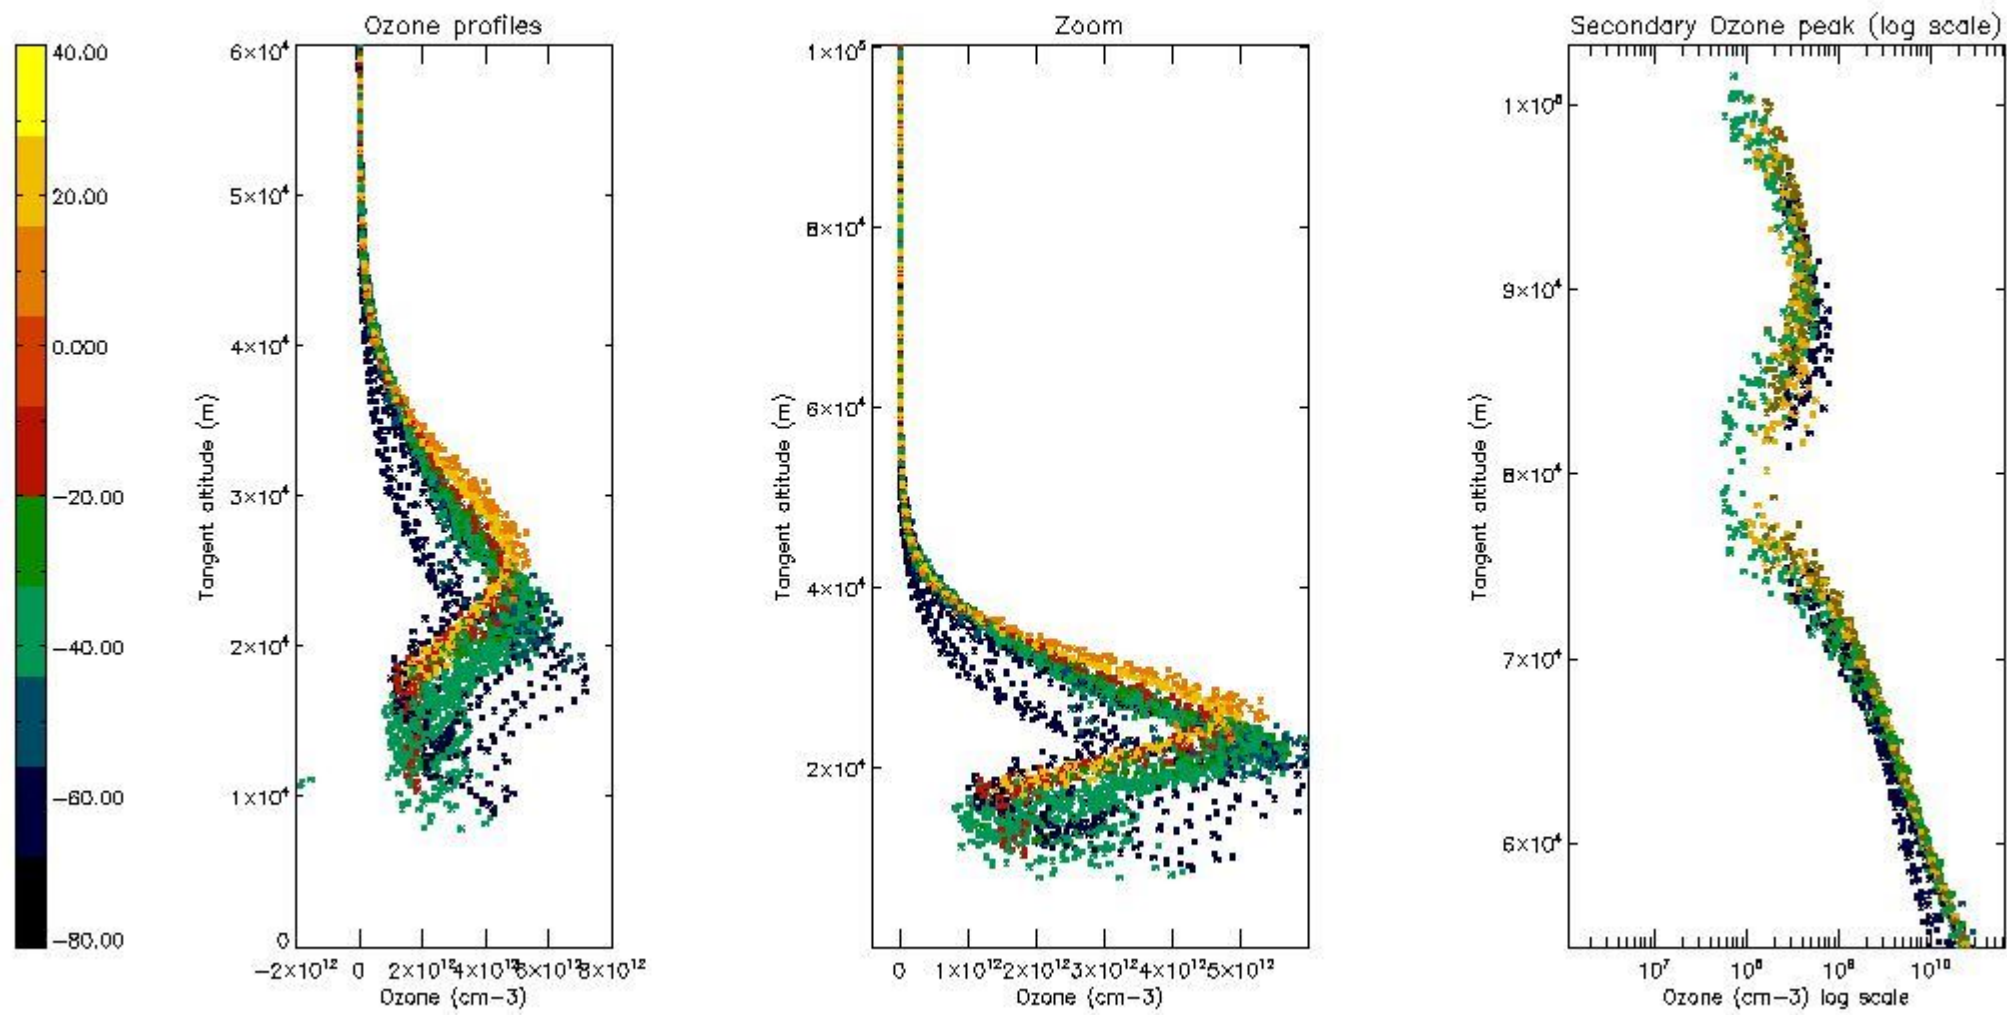 Ozone profiles
Zoom
Secondary Ozone peak (log scale)
40.00
20.00
0.000
−20.00
−40.00
−60.00
−80.00
6×10⁴
5×10⁴
4×10⁴
3×10⁴
2×10⁴
1×10⁴
0
Tangent altitude (m)
−2×10¹² 0 2×10¹² 4×10¹² 6×10¹² 8×10¹²
Ozone (cm−3)
1×10⁵
8×10⁴
6×10⁴
4×10⁴
2×10⁴
Tangent altitude (m)
0 1×10¹² 2×10¹² 3×10¹² 4×10¹² 5×10¹²
Ozone (cm−3)
1×10⁵
9×10⁴
8×10⁴
7×10⁴
6×10⁴
Tangent altitude (m)
10⁷ 10⁸ 10⁹ 10¹⁰
Ozone (cm−3) log scale